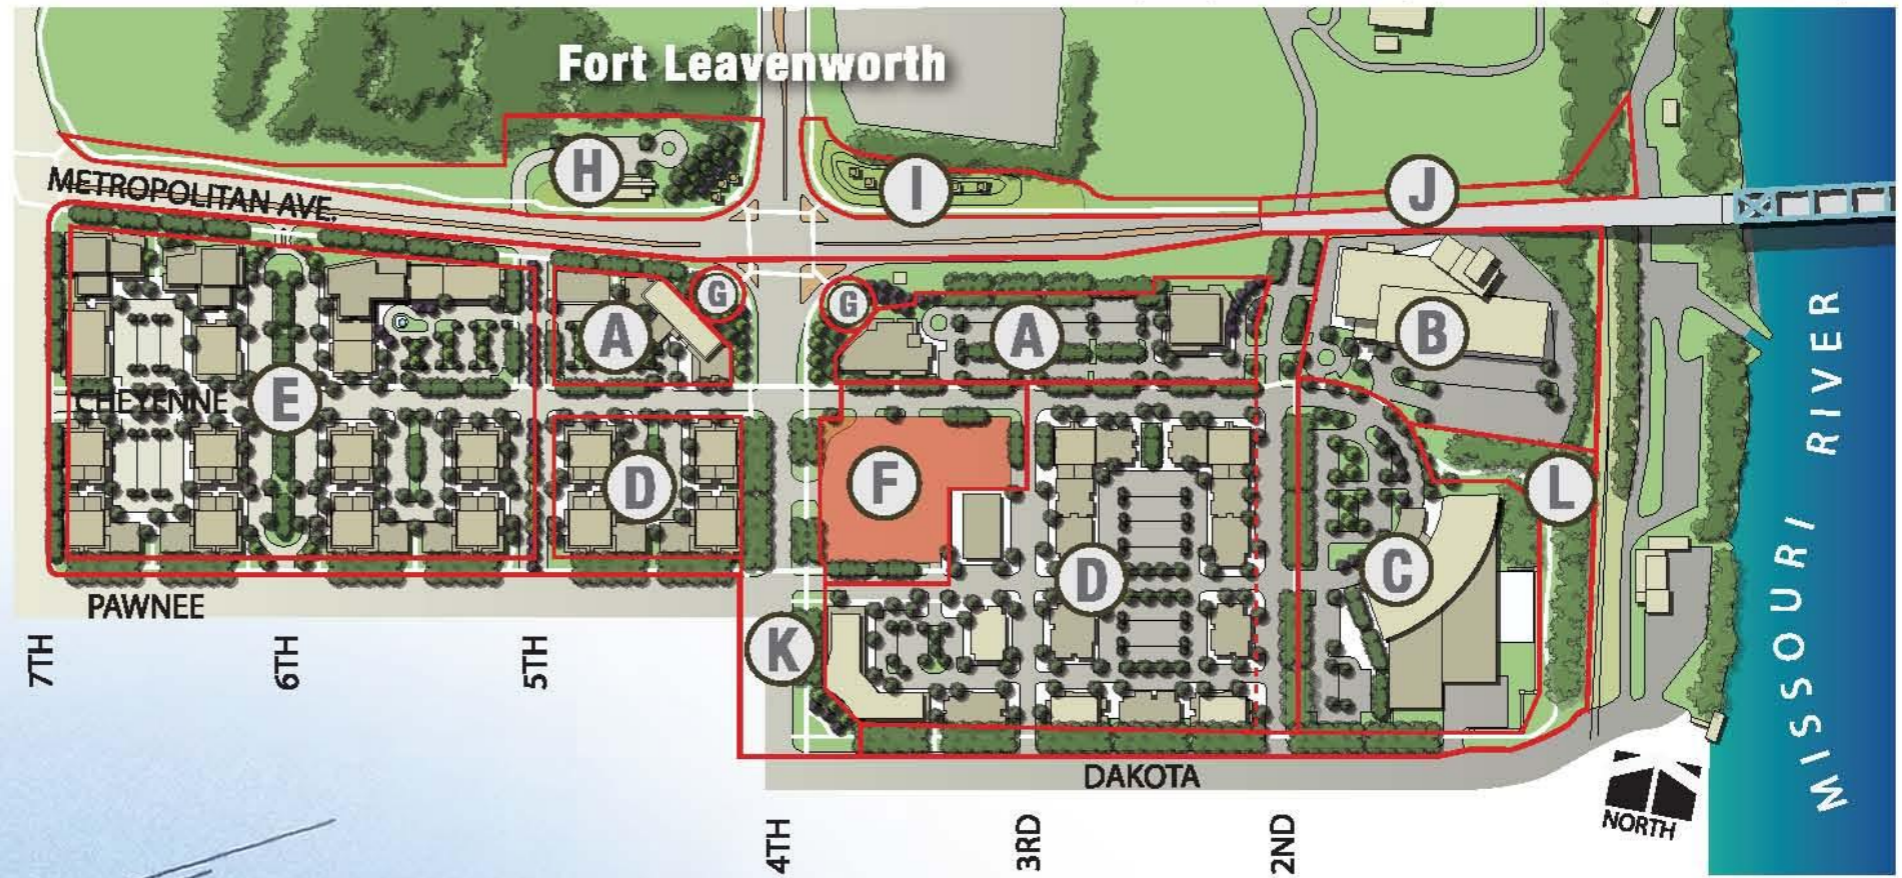 Fort Leavenworth
H
I
J
METROPOLITAN AVE.
G
G
A
A
B
CHEYENNE
E
D
F
L
D
C
PAWNEE
K
MISSOURI RIVER
7TH
6TH
5TH
DAKOTA
4TH
3RD
2ND
NORTH